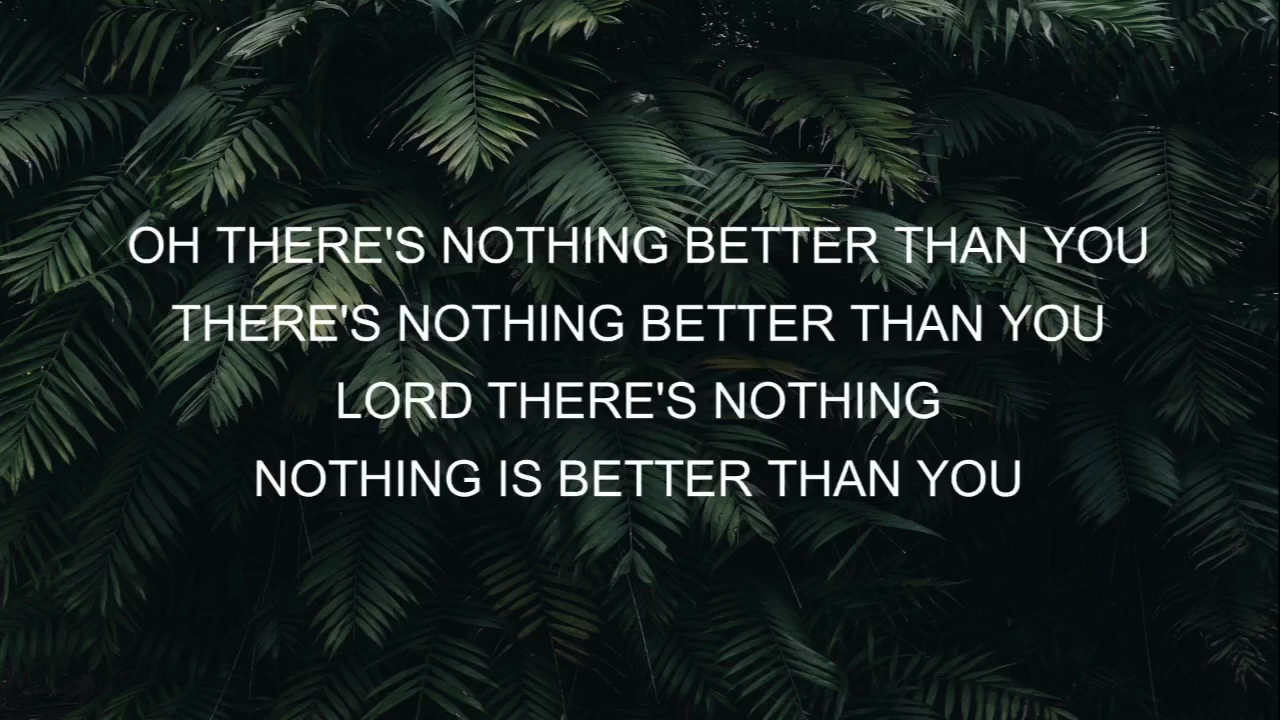 OH THERE'S NOTHING BETTER THAN YOU
THERE'S NOTHING BETTER THAN YOU
LORD THERE'S NOTHING
NOTHING IS BETTER THAN YOU